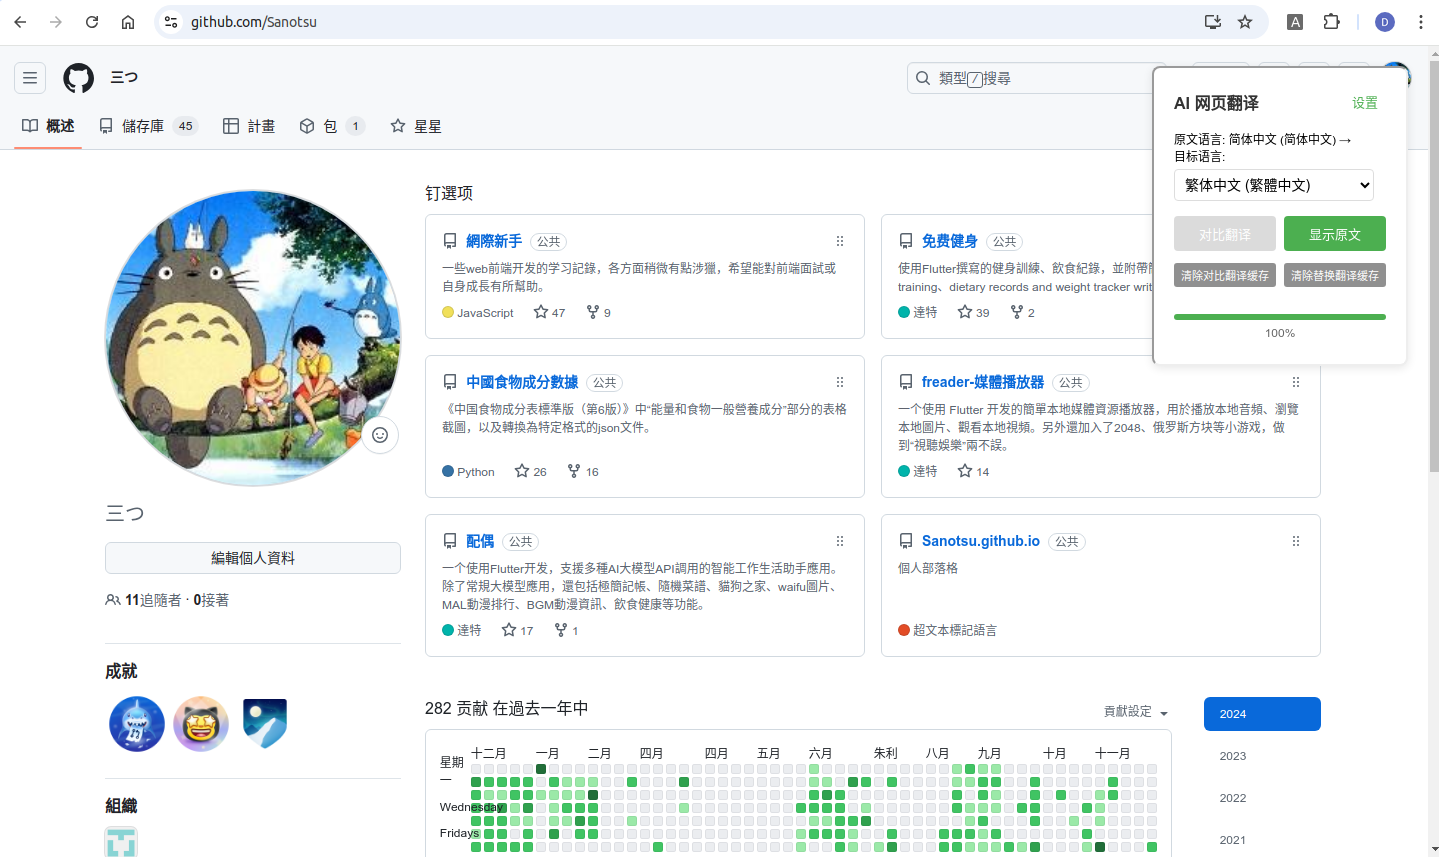 github.com/Sanotsu
A
D
三つ
類型/搜尋
概述
儲存庫 45
計畫
包 1
星星
AI 网页翻译
设置
原文语言: 简体中文 (简体中文) →
目标语言:
繁体中文 (繁體中文)
对比翻译
显示原文
清除对比翻译缓存
清除替换翻译缓存
100%
三つ
編輯個人資料
11追隨者 · 0接著
成就
組織
钉選项
網際新手 公共
一些web前端开发的学习記錄，各方面稍微有點涉獵，希望能對前端面試或
自身成長有所幫助。
JavaScript 47 9
免费健身 公共
使用Flutter撰寫的健身訓練、飲食紀錄，並附帶
training、dietary records and weight tracker writ
達特 39 2
中國食物成分數據 公共
《中国食物成分表標準版（第6版）》中“能量和食物一般營養成分”部分的表格
截圖，以及轉換為特定格式的json文件。
Python 26 16
freader-媒體播放器 公共
一个使用 Flutter 开发的簡單本地媒體資源播放器，用於播放本地音頻、瀏覽
本地圖片、觀看本地視頻。另外還加入了2048、俄罗斯方块等小游戏，做
到“視聽娛樂”兩不誤。
達特 14
配偶 公共
一个使用Flutter开发，支援多種AI大模型API調用的智能工作生活助手應用。
除了常規大模型應用，還包括極簡記帳、隨機菜譜、貓狗之家、waifu圖片、
MAL動漫排行、BGM動漫資訊、飲食健康等功能。
達特 17 1
Sanotsu.github.io 公共
個人部落格
超文本標記語言
282 贡献 在過去一年中
貢獻設定
十二月 一月 二月 四月 四月 五月 六月 朱利 八月 九月 十月 十一月
星期
一
Wednesday
Fridays
2024
2023
2022
2021